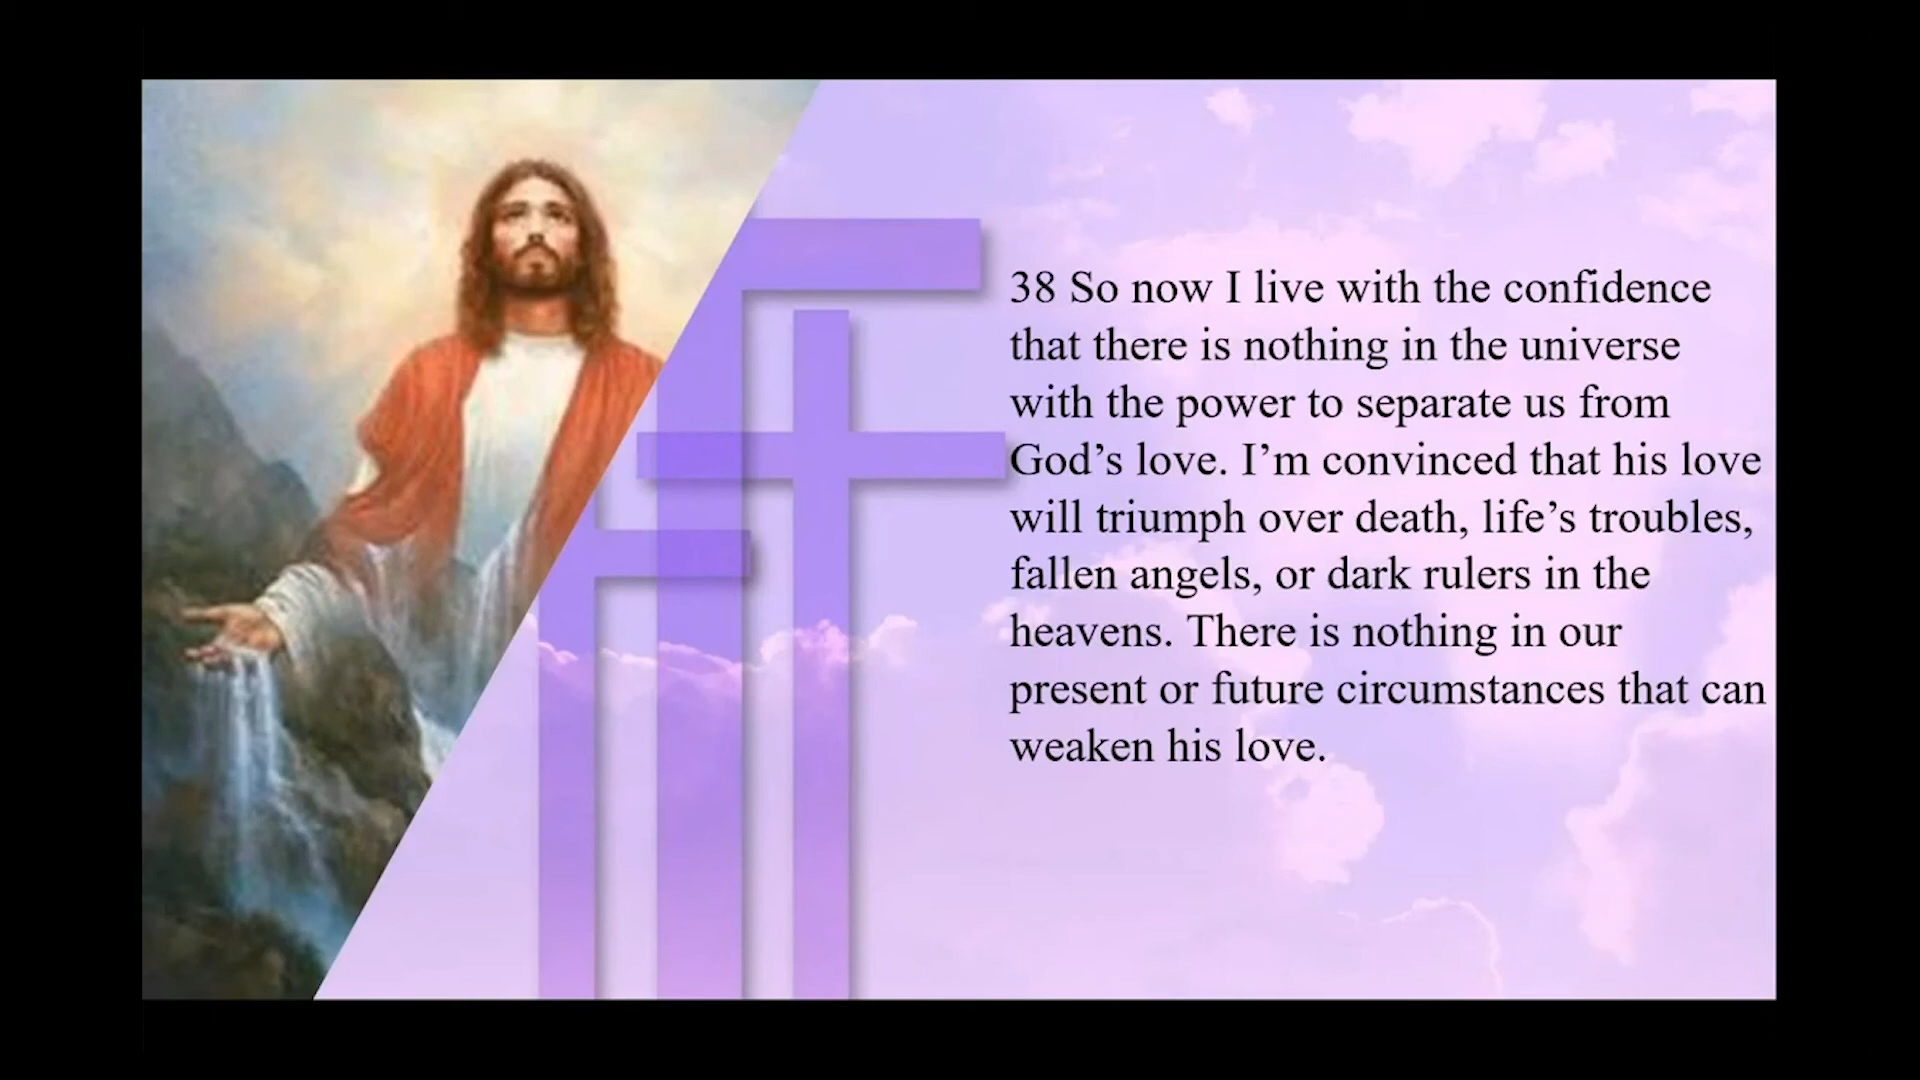 38 So now I live with the confidence
that there is nothing in the universe
with the power to separate us from
God’s love. I’m convinced that his love
will triumph over death, life’s troubles,
fallen angels, or dark rulers in the
heavens. There is nothing in our
present or future circumstances that can
weaken his love.